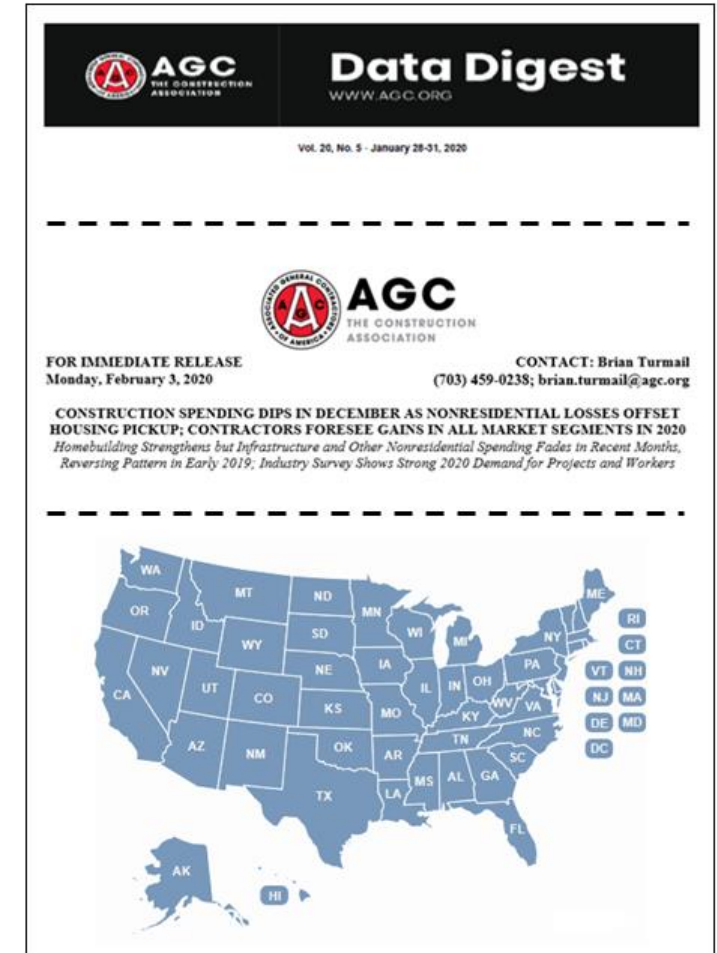 AGC
THE CONSTRUCTION
ASSOCIATION
Data Digest
WWW.AGC.ORG
Vol. 20, No. 5 - January 28-31, 2020
ASSOCIATED GENERAL CONTRACTORS
OF AMERICA
AGC
AGC
THE CONSTRUCTION
ASSOCIATION
FOR IMMEDIATE RELEASE
Monday, February 3, 2020
CONTACT: Brian Turmail
(703) 459-0238; brian.turmail@agc.org
CONSTRUCTION SPENDING DIPS IN DECEMBER AS NONRESIDENTIAL LOSSES OFFSET
HOUSING PICKUP; CONTRACTORS FORESEE GAINS IN ALL MARKET SEGMENTS IN 2020
Homebuilding Strengthens but Infrastructure and Other Nonresidential Spending Fades in Recent Months,
Reversing Pattern in Early 2019; Industry Survey Shows Strong 2020 Demand for Projects and Workers
WA
MT
ND
MN
ME
OR
ID
SD
WI
MI
NY
RI
WY
CT
NV
NE
IA
PA
VT NH
CA
UT
CO
IL
IN
OH
NJ MA
KS
MO
WV
VA
KY
DE MD
AZ
NM
OK
AR
TN
NC
DC
SC
TX
LA
MS
AL
GA
FL
AK
HI